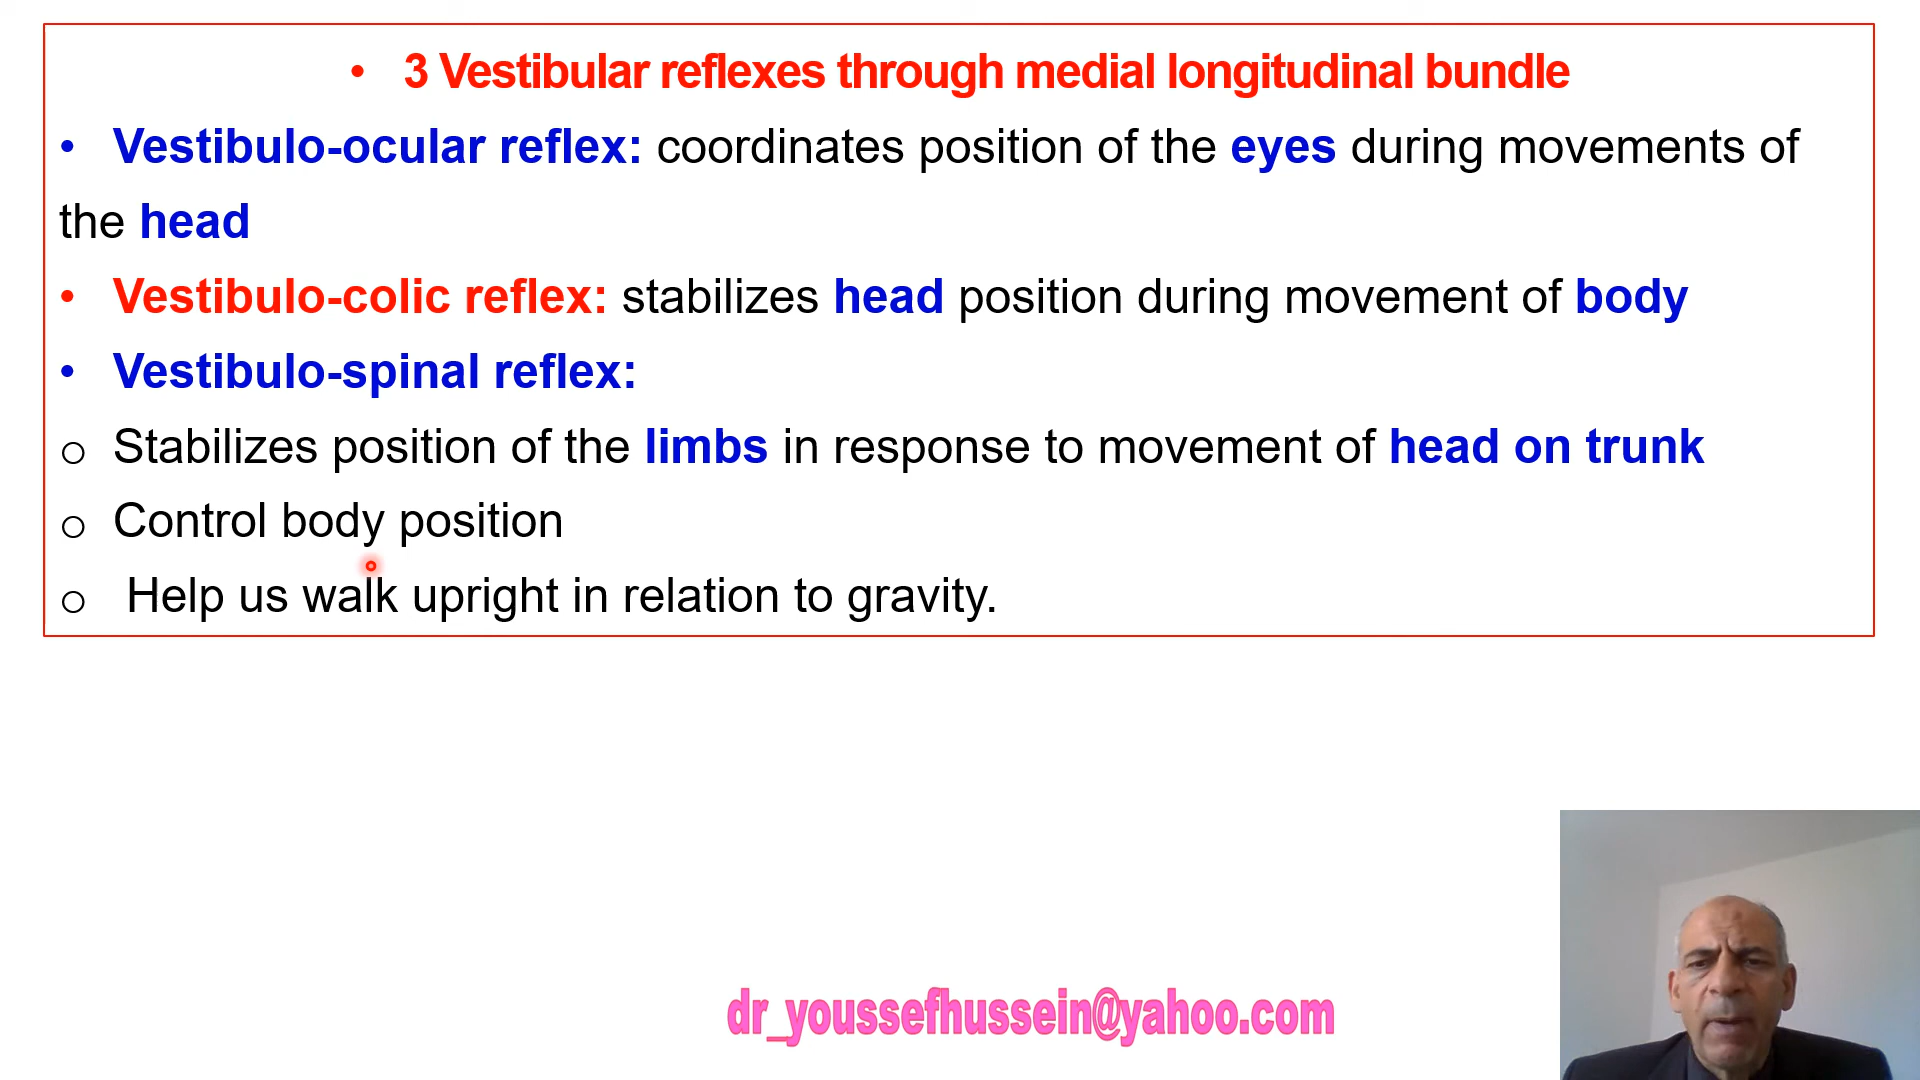 • 3 Vestibular reflexes through medial longitudinal bundle
• Vestibulo-ocular reflex: coordinates position of the eyes during movements of
the head
• Vestibulo-colic reflex: stabilizes head position during movement of body
• Vestibulo-spinal reflex:
o Stabilizes position of the limbs in response to movement of head on trunk
o Control body position
o Help us walk upright in relation to gravity.
dr_youssefhussein@yahoo.com